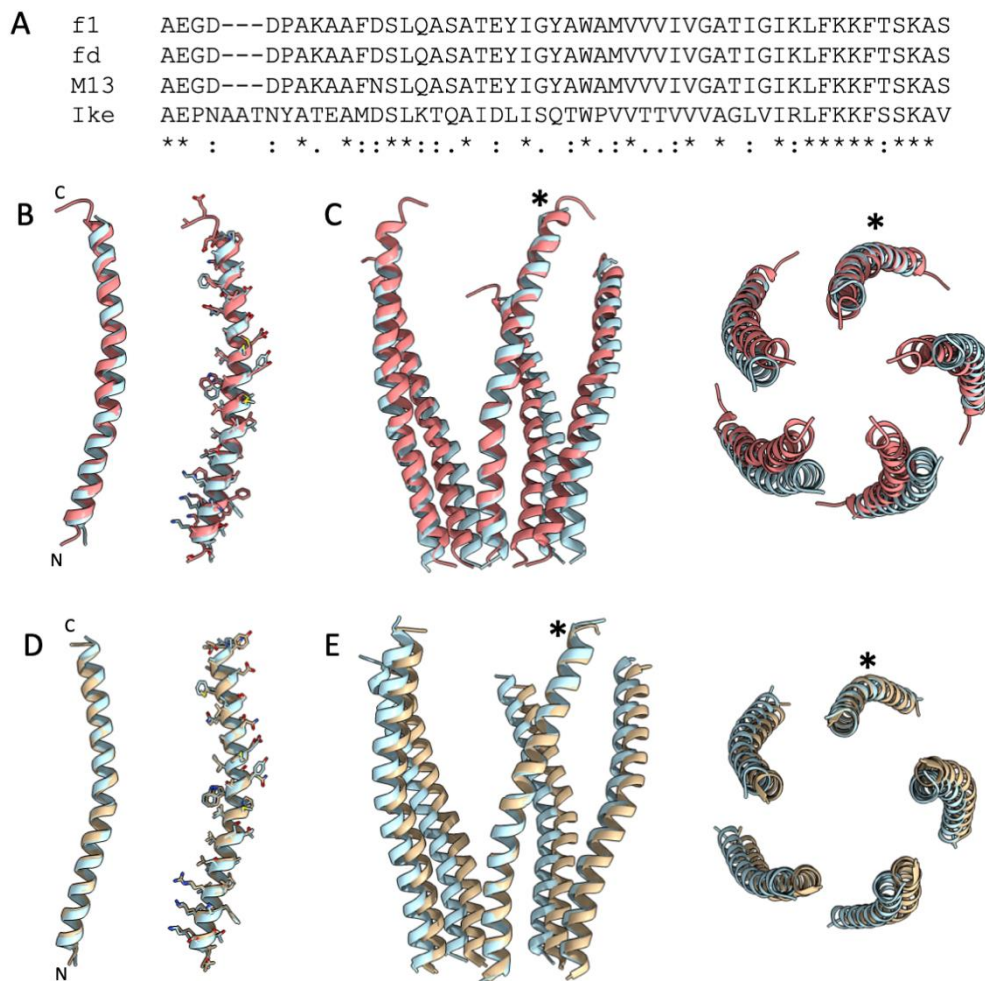 A
f1 AEGD---DPAKAAFDSLQASATEYIGYAWAMVVVIVGATIGIKLFKKFTSKAS
fd AEGD---DPAKAAFDSLQASATEYIGYAWAMVVVIVGATIGIKLFKKFTSKAS
M13 AEGD---DPAKAAFNSLQASATEYIGYAWAMVVVIVGATIGIKLFKKFTSKAS
Ike AEPNAATNYATEAMDSLKTQAIDLISQTWPVVTTVVVAGLVIRLFKKFSSKAV
** : : *. *::**::.* : *. :*.:*..:* * : *:*****:***
B
C
N
C
*
*
D
C
N
E
*
*